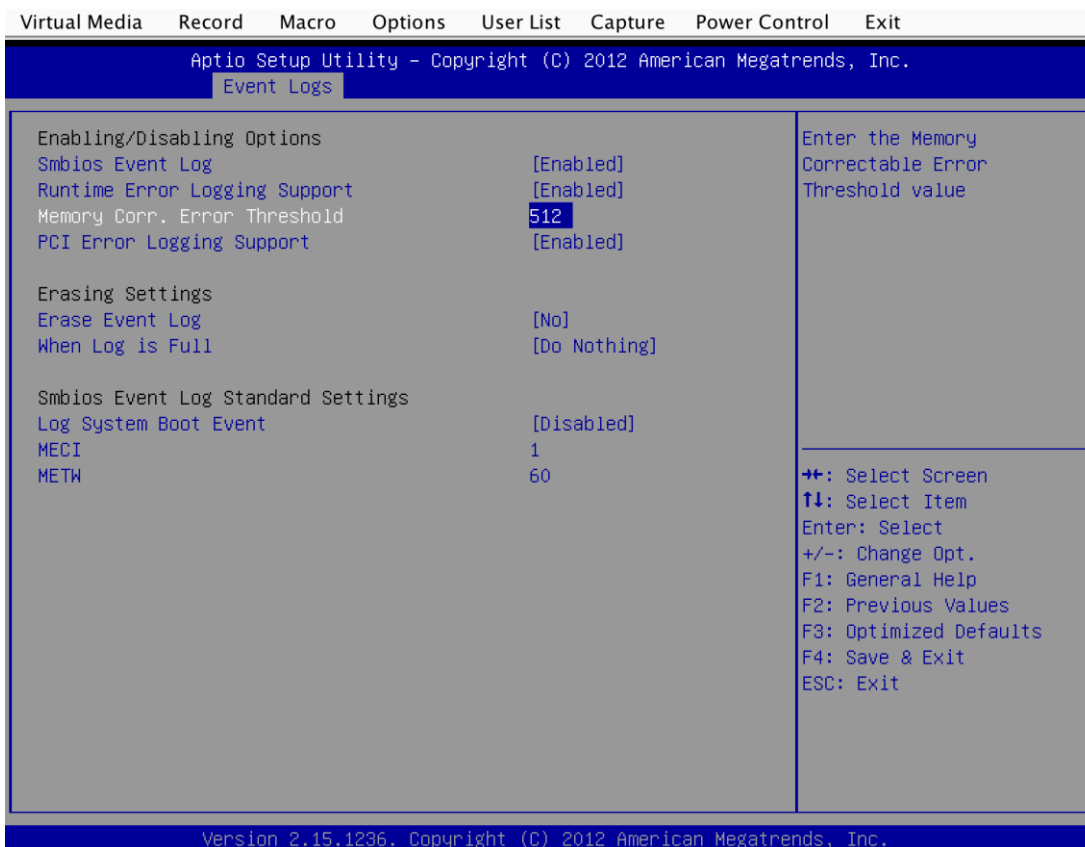 Virtual Media Record Macro Options User List Capture Power Control Exit
Aptio Setup Utility – Copyright (C) 2012 American Megatrends, Inc.
Event Logs
Enabling/Disabling Options
Smbios Event Log [Enabled]
Runtime Error Logging Support [Enabled]
Memory Corr. Error Threshold 512
PCI Error Logging Support [Enabled]
Erasing Settings
Erase Event Log [No]
When Log is Full [Do Nothing]
Smbios Event Log Standard Settings
Log System Boot Event [Disabled]
MECI 1
METW 60
Enter the Memory
Correctable Error
Threshold value
→←: Select Screen
↑↓: Select Item
Enter: Select
+/-: Change Opt.
F1: General Help
F2: Previous Values
F3: Optimized Defaults
F4: Save & Exit
ESC: Exit
Version 2.15.1236. Copyright (C) 2012 American Megatrends, Inc.